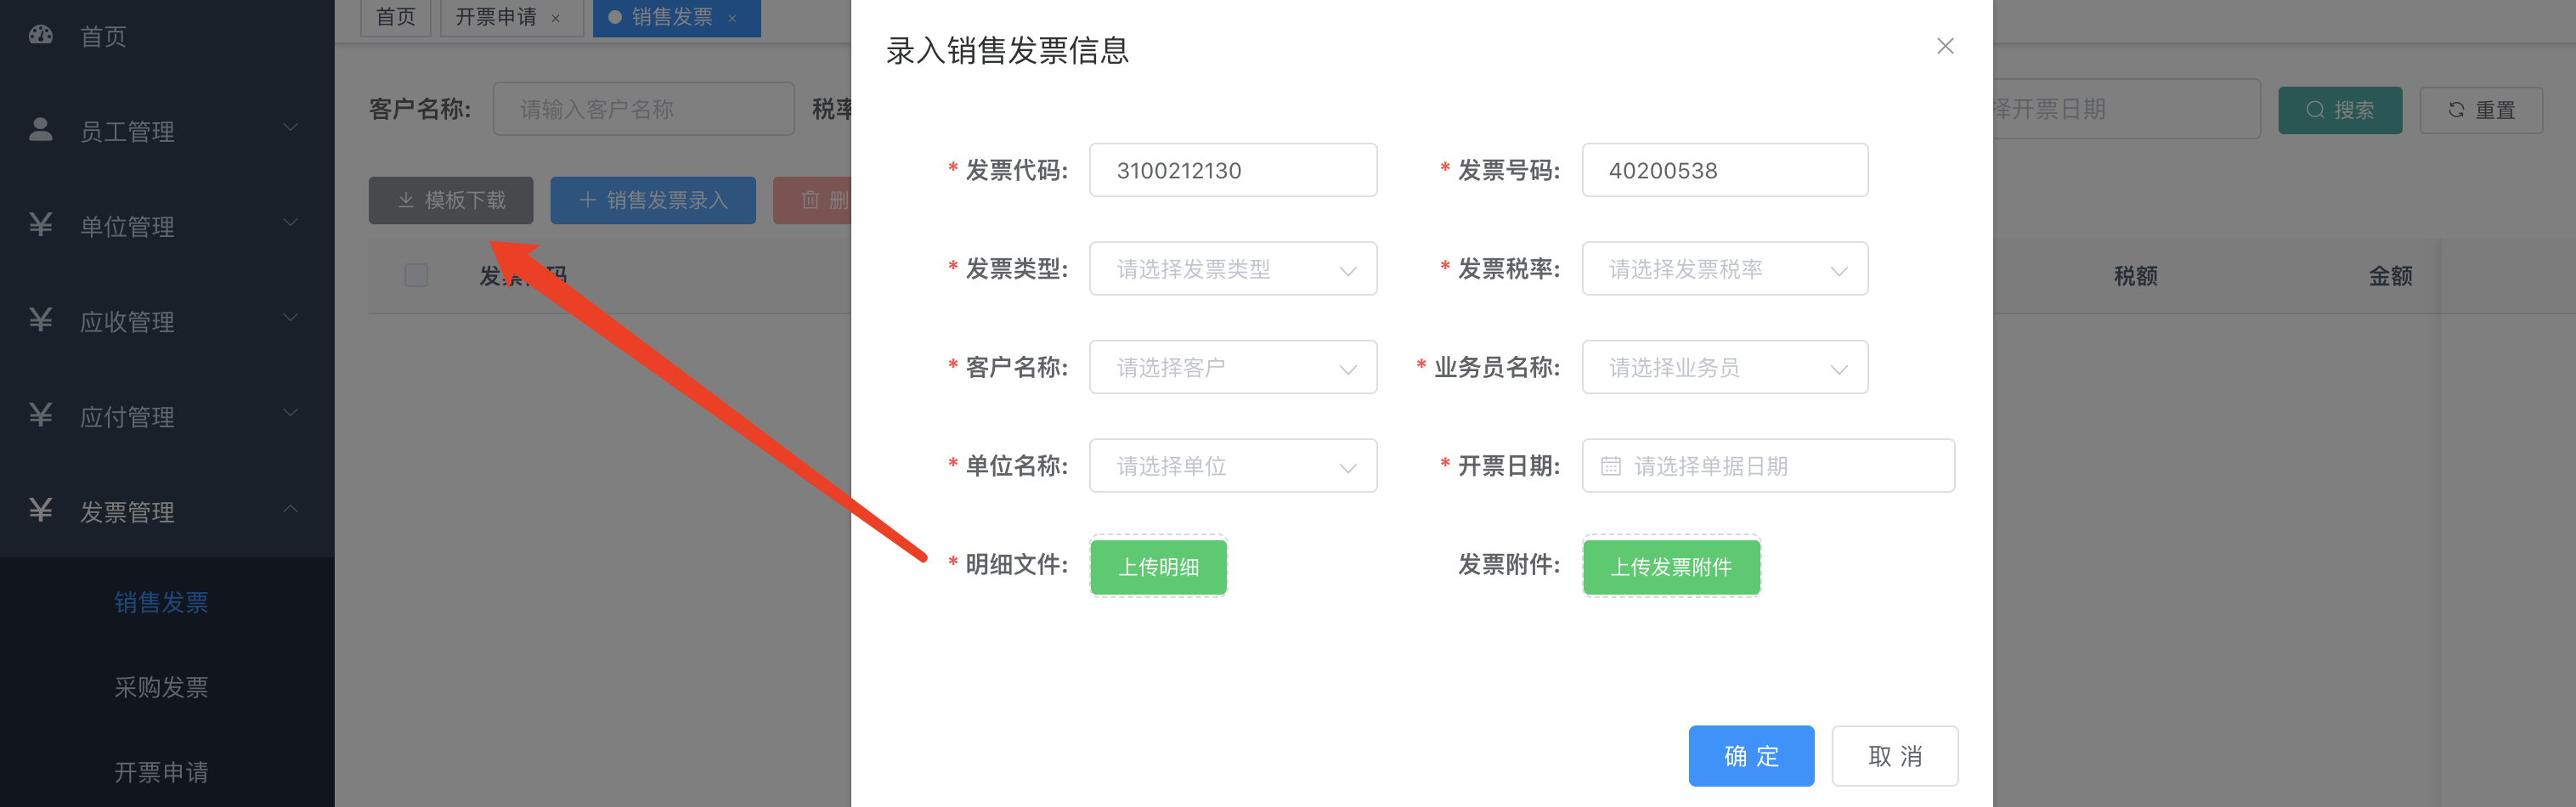 首页
员工管理
单位管理
应收管理
应付管理
发票管理
销售发票
采购发票
开票申请
首页 开票申请 × 销售发票 ×
客户名称: 请输入客户名称 税率 择开票日期 搜索 重置
模板下载 + 销售发票录入 删
发票 码 税额 金额
录入销售发票信息
* 发票代码: 3100212130 * 发票号码: 40200538
* 发票类型: 请选择发票类型 * 发票税率: 请选择发票税率
* 客户名称: 请选择客户 * 业务员名称: 请选择业务员
* 单位名称: 请选择单位 * 开票日期: 请选择单据日期
* 明细文件: 上传明细 发票附件: 上传发票附件
确 定 取 消